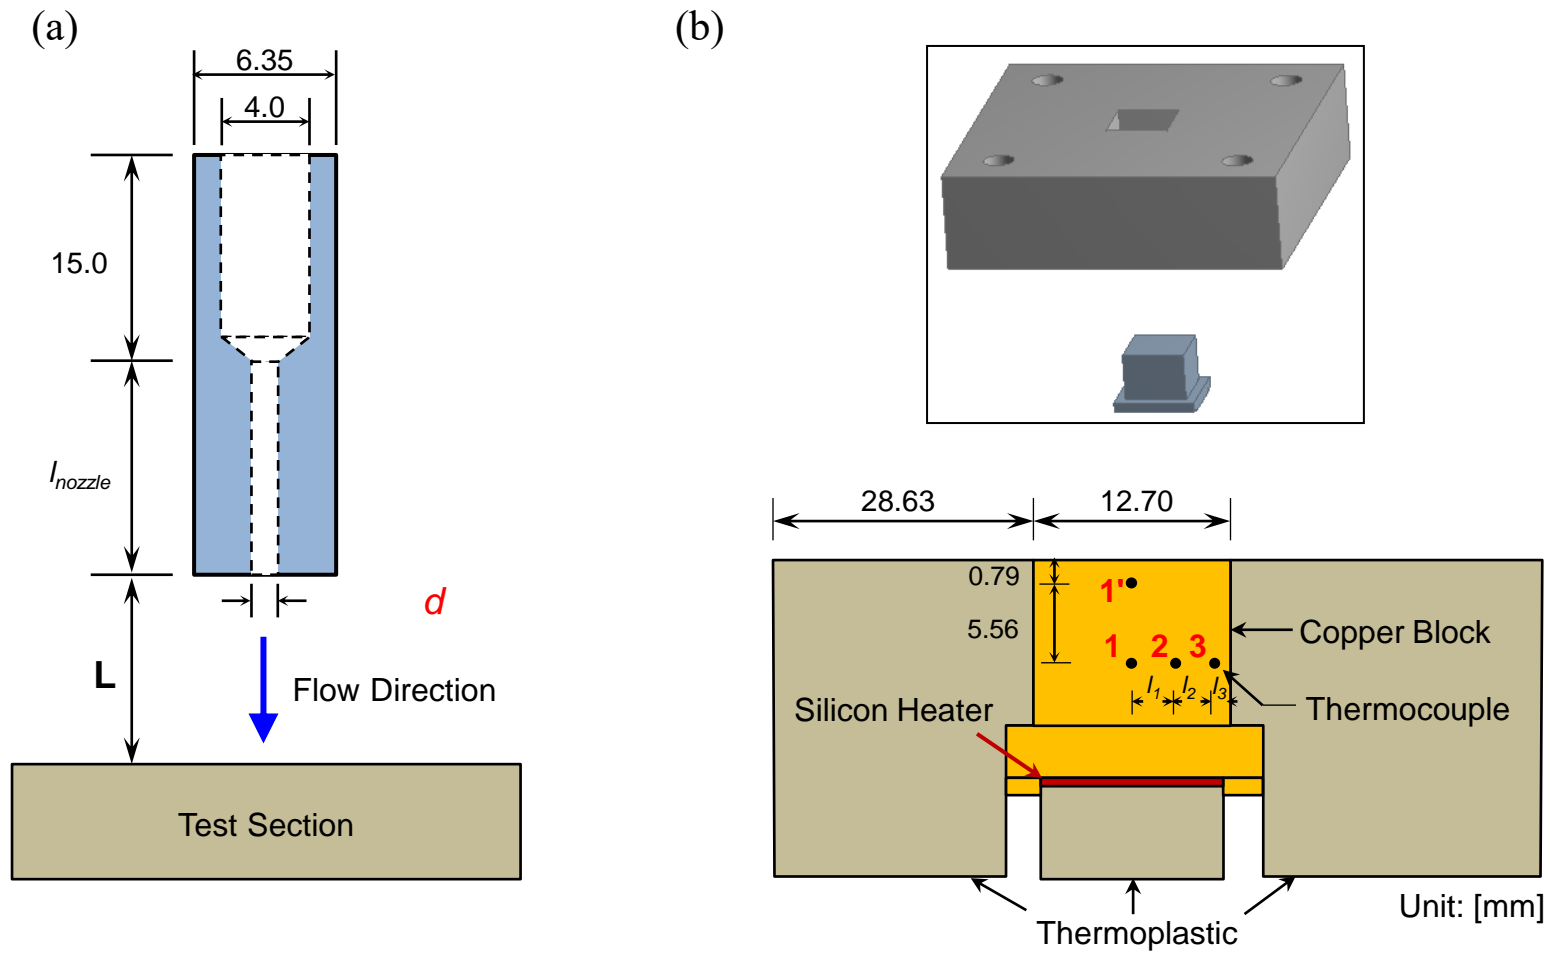 (a)
6.35
4.0
15.0
l nozzle
d
L
Flow Direction
Test Section
(b)
28.63
12.70
0.79
1'
5.56
1
2
3
Copper Block
l1
l2
l3
Silicon Heater
Thermocouple
Unit: [mm]
Thermoplastic